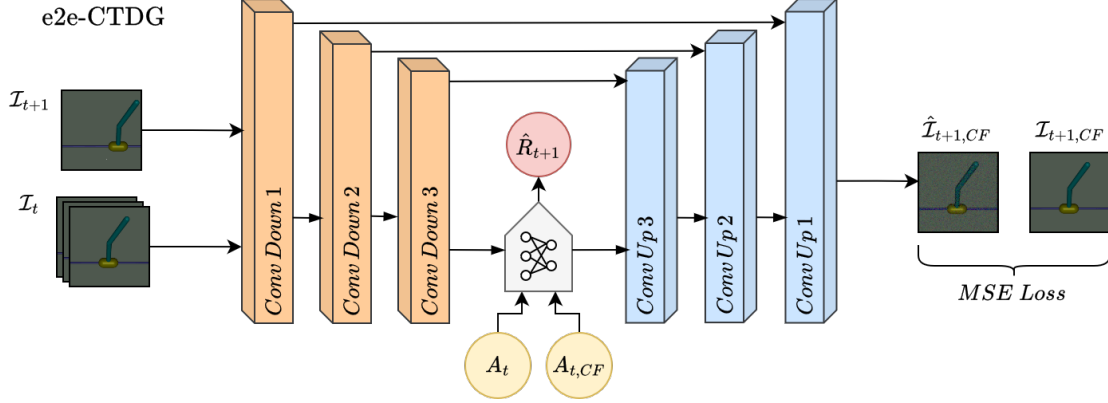 e2e-CTDG
ℐ_{t+1}
ℐ_t
Conv Down 1
Conv Down 2
Conv Down 3
R̂_{t+1}
A_t
A_{t,CF}
Conv Up 3
Conv Up 2
Conv Up 1
ℐ̂_{t+1,CF}
ℐ_{t+1,CF}
MSE Loss